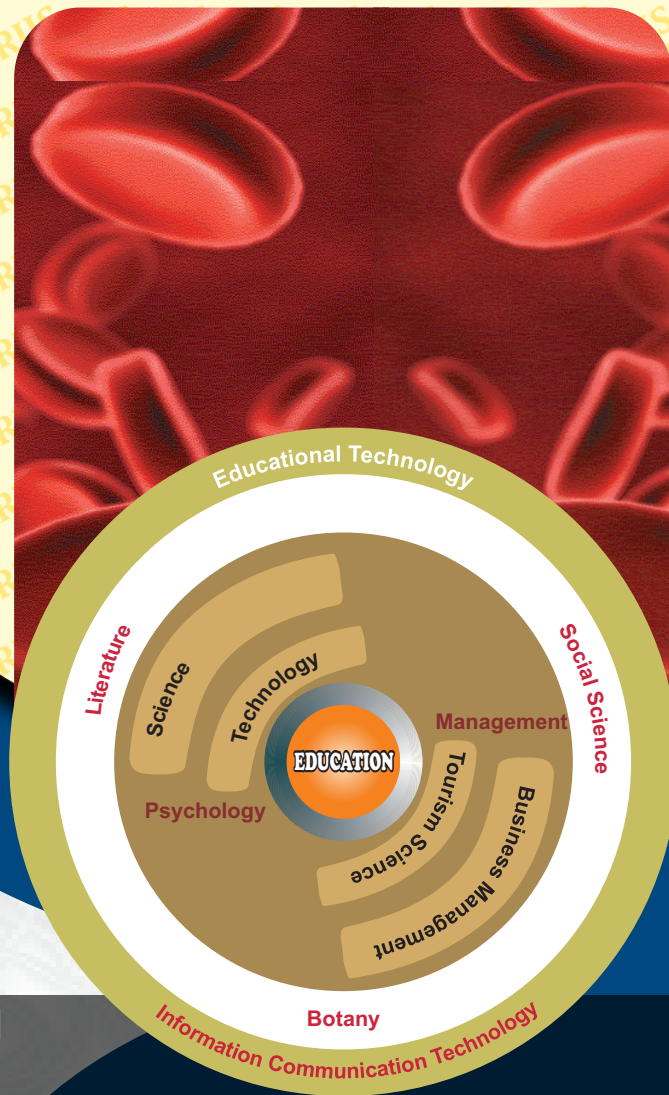 Educational Technology
Literature
Social Science
Science
Technology
Management
EDUCATION
Psychology
Tourism Science
Business Management
Botany
Information Communication Technology